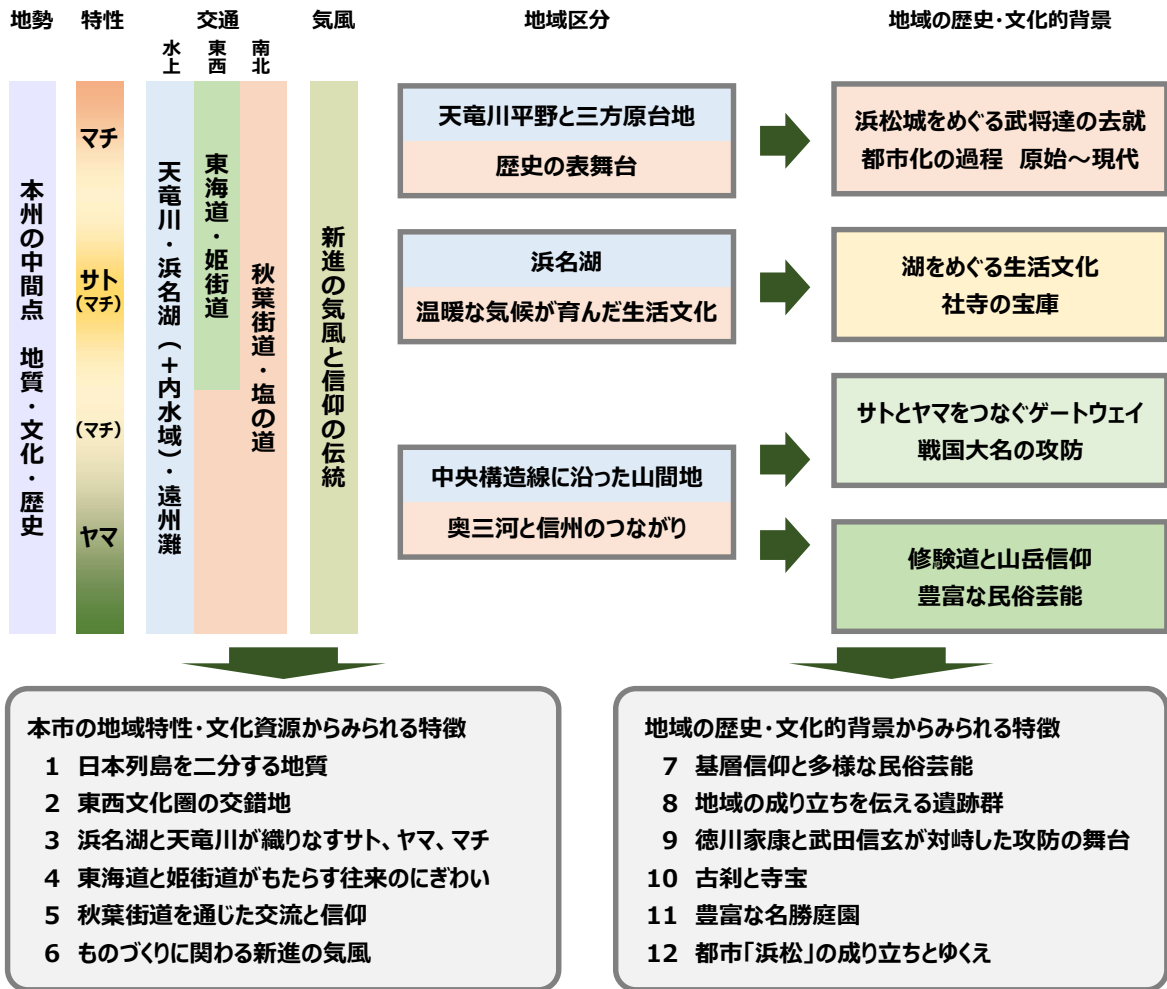 地勢 特性 交通 気風 地域区分 地域の歴史・文化的背景
水上 東西 南北
本州の中間点 地質・文化・歴史
マチ
サト
（マチ）
（マチ）
ヤマ
天竜川・浜名湖（＋内水域）・遠州灘
東海道・姫街道
秋葉街道・塩の道
新進の気風と信仰の伝統
天竜川平野と三方原台地
歴史の表舞台
浜松城をめぐる武将達の去就
都市化の過程 原始～現代
浜名湖
温暖な気候が育んだ生活文化
湖をめぐる生活文化
社寺の宝庫
中央構造線に沿った山間地
奥三河と信州のつながり
サトとヤマをつなぐゲートウェイ
戦国大名の攻防
修験道と山岳信仰
豊富な民俗芸能
本市の地域特性・文化資源からみられる特徴
1 日本列島を二分する地質
2 東西文化圏の交錯地
3 浜名湖と天竜川が織りなすサト、ヤマ、マチ
4 東海道と姫街道がもたらす往来のにぎわい
5 秋葉街道を通じた交流と信仰
6 ものづくりに関わる新進の気風
地域の歴史・文化的背景からみられる特徴
7 基層信仰と多様な民俗芸能
8 地域の成り立ちを伝える遺跡群
9 徳川家康と武田信玄が対峙した攻防の舞台
10 古刹と寺宝
11 豊富な名勝庭園
12 都市「浜松」の成り立ちとゆくえ